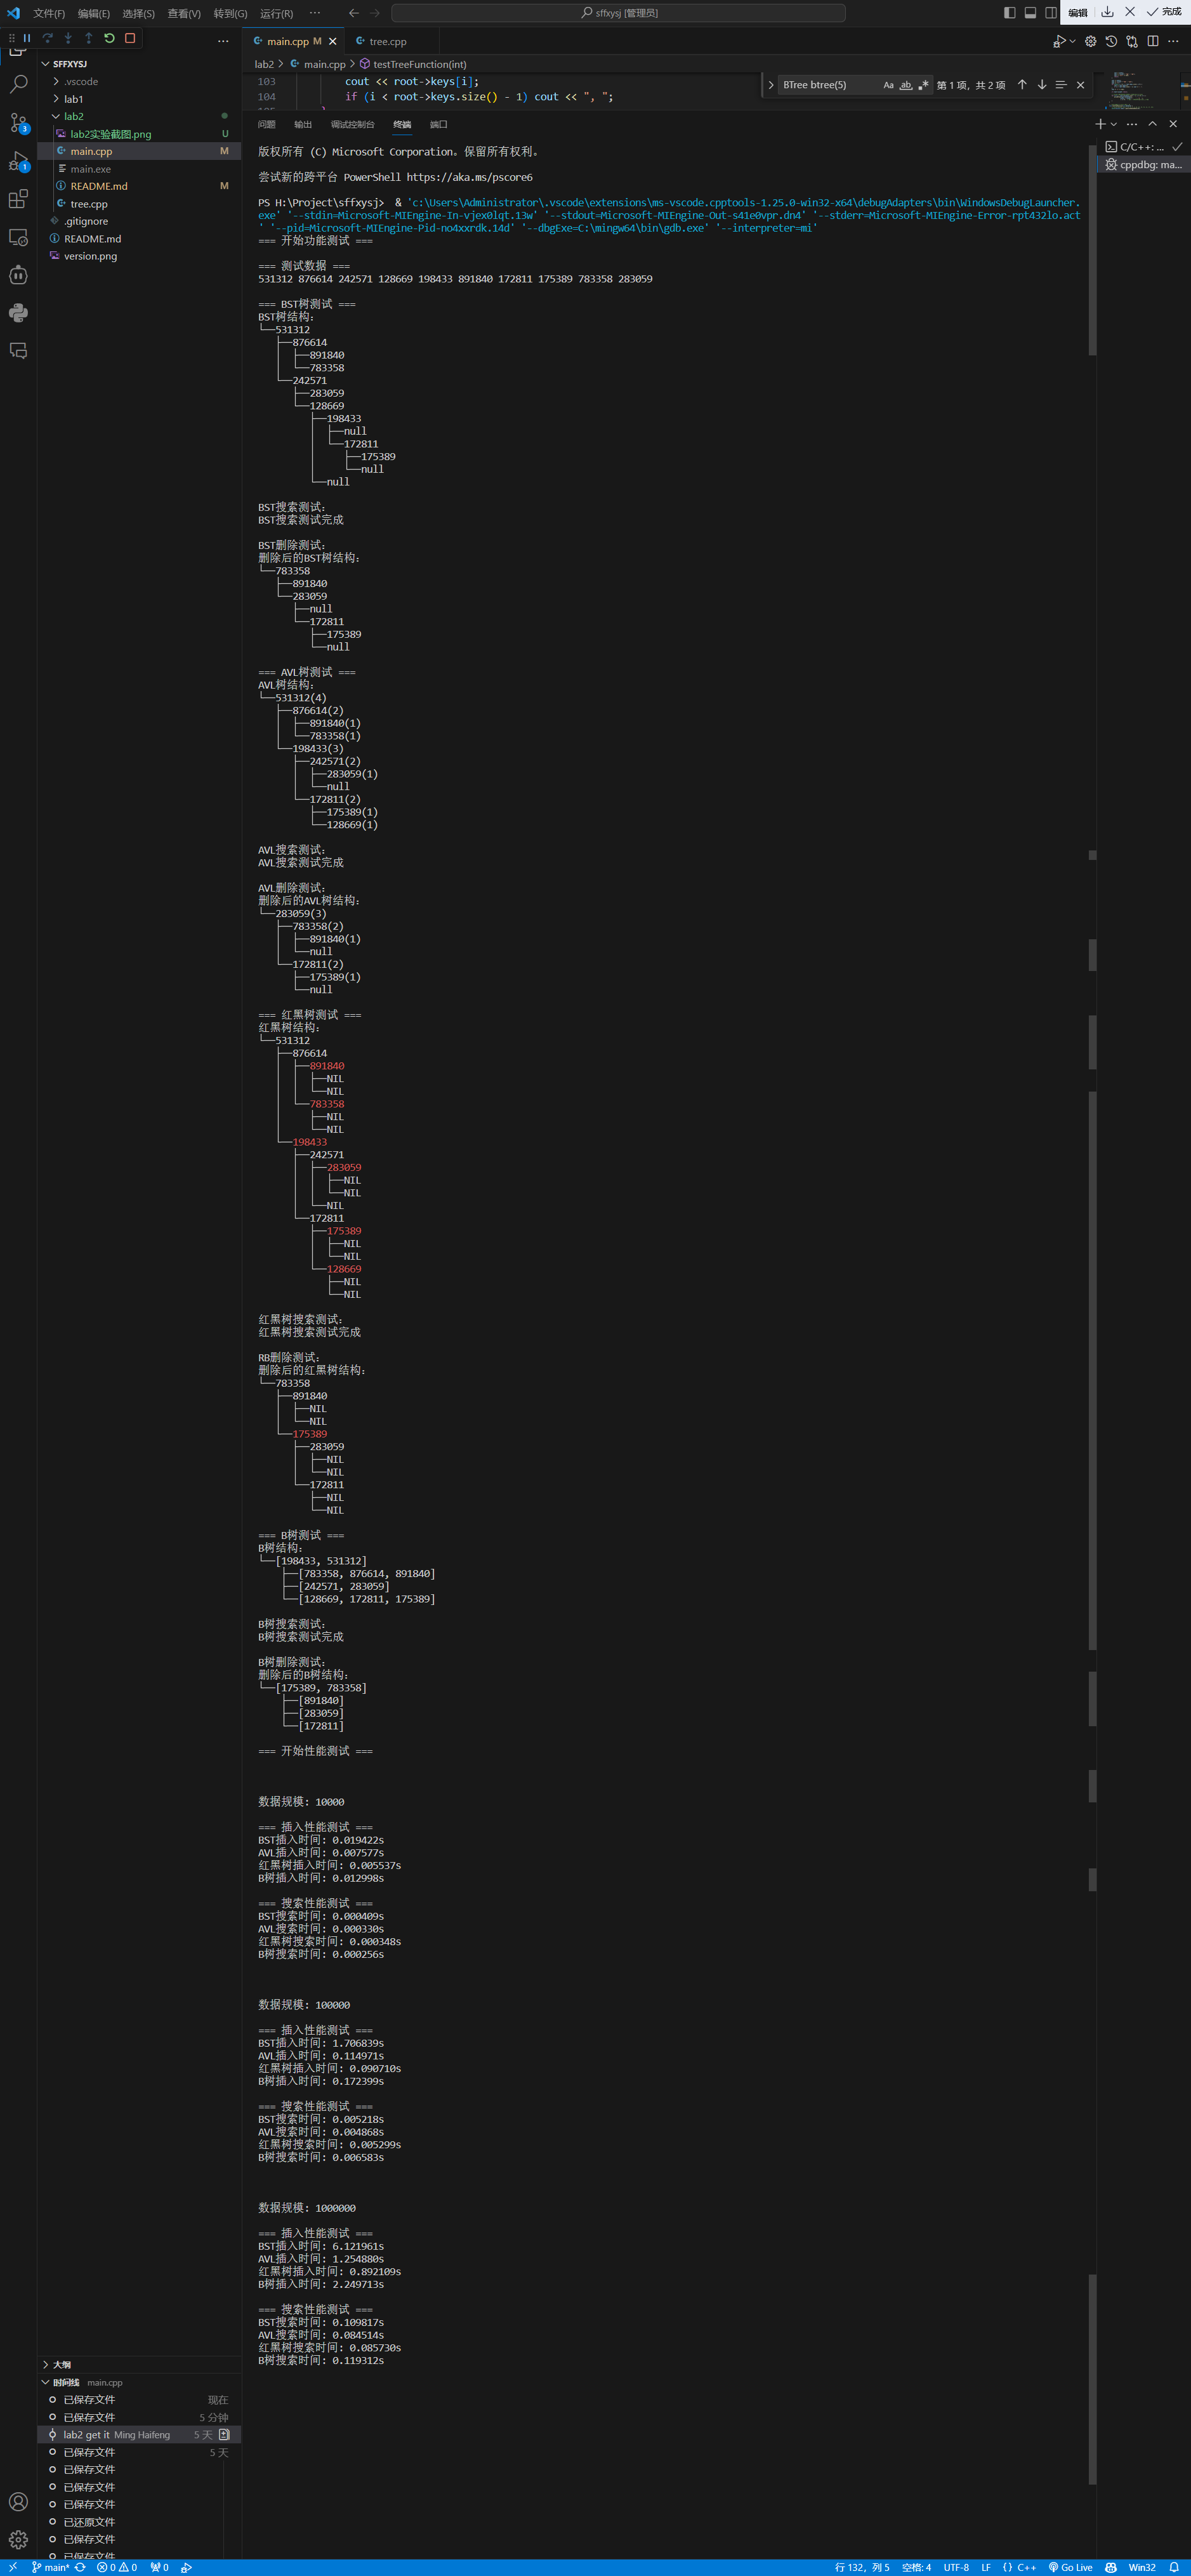 文件(F) 编辑(E) 选择(S) 查看(V) 转到(G) 运行(R) ··· sffxysj [管理员] 编辑 完成
main.cpp M tree.cpp
SFFXYSJ
.vscode
lab1
lab2
lab2实验截图.png U
main.cpp M
main.exe
README.md M
tree.cpp
.gitignore
README.md
version.png
lab2 > main.cpp > testTreeFunction(int)
103 cout << root->keys[i];
104 if (i < root->keys.size() - 1) cout << ", ";
BTree btree(5) Aa ab 第 1 项，共 2 项
问题 输出 调试控制台 终端 端口
C/C++: ...
cppdbg: ma...
版权所有 (C) Microsoft Corporation。保留所有权利。
尝试新的跨平台 PowerShell https://aka.ms/pscore6
PS H:\Project\sffxysj>  & 'c:\Users\Administrator\.vscode\extensions\ms-vscode.cpptools-1.25.0-win32-x64\debugAdapters\bin\WindowsDebugLauncher.
exe' '--stdin=Microsoft-MIEngine-In-vjex0lqt.13w' '--stdout=Microsoft-MIEngine-Out-s41e0vpr.dn4' '--stderr=Microsoft-MIEngine-Error-rpt432lo.act
' '--pid=Microsoft-MIEngine-Pid-no4xxrdk.14d' '--dbgExe=C:\mingw64\bin\gdb.exe' '--interpreter=mi'
=== 开始功能测试 ===
=== 测试数据 ===
531312 876614 242571 128669 198433 891840 172811 175389 783358 283059
=== BST树测试 ===
BST树结构:
└──531312
├──876614
│ ├──891840
│ └──783358
└──242571
├──283059
└──128669
├──198433
│ ├──null
│ └──172811
│ ├──175389
│ └──null
└──null
BST搜索测试:
BST搜索测试完成
BST删除测试:
删除后的BST树结构:
└──783358
├──891840
└──283059
├──null
└──172811
├──175389
└──null
=== AVL树测试 ===
AVL树结构:
└──531312(4)
├──876614(2)
│ ├──891840(1)
│ └──783358(1)
└──198433(3)
├──242571(2)
│ ├──283059(1)
│ └──null
└──172811(2)
├──175389(1)
└──128669(1)
AVL搜索测试:
AVL搜索测试完成
AVL删除测试:
删除后的AVL树结构:
└──283059(3)
├──783358(2)
│ ├──891840(1)
│ └──null
└──172811(2)
├──175389(1)
└──null
=== 红黑树测试 ===
红黑树结构:
└──531312
├──876614
│ ├──891840
│ │ ├──NIL
│ │ └──NIL
│ └──783358
│ ├──NIL
│ └──NIL
└──198433
├──242571
│ ├──283059
│ │ ├──NIL
│ │ └──NIL
│ └──NIL
└──172811
├──175389
│ ├──NIL
│ └──NIL
└──128669
├──NIL
└──NIL
红黑树搜索测试:
红黑树搜索测试完成
RB删除测试:
删除后的红黑树结构:
└──783358
├──891840
│ ├──NIL
│ └──NIL
└──175389
├──283059
│ ├──NIL
│ └──NIL
└──172811
├──NIL
└──NIL
=== B树测试 ===
B树结构:
└──[198433, 531312]
├──[783358, 876614, 891840]
├──[242571, 283059]
└──[128669, 172811, 175389]
B树搜索测试:
B树搜索测试完成
B树删除测试:
删除后的B树结构:
└──[175389, 783358]
├──[891840]
├──[283059]
└──[172811]
=== 开始性能测试 ===
数据规模: 10000
=== 插入性能测试 ===
BST插入时间: 0.019422s
AVL插入时间: 0.007577s
红黑树插入时间: 0.005537s
B树插入时间: 0.012998s
=== 搜索性能测试 ===
BST搜索时间: 0.000409s
AVL搜索时间: 0.000330s
红黑树搜索时间: 0.000348s
B树搜索时间: 0.000256s
数据规模: 100000
=== 插入性能测试 ===
BST插入时间: 1.706839s
AVL插入时间: 0.114971s
红黑树插入时间: 0.090710s
B树插入时间: 0.172399s
=== 搜索性能测试 ===
BST搜索时间: 0.005218s
AVL搜索时间: 0.004868s
红黑树搜索时间: 0.005299s
B树搜索时间: 0.006583s
数据规模: 1000000
=== 插入性能测试 ===
BST插入时间: 6.121961s
AVL插入时间: 1.254880s
红黑树插入时间: 0.892109s
B树插入时间: 2.249713s
=== 搜索性能测试 ===
BST搜索时间: 0.109817s
AVL搜索时间: 0.084514s
红黑树搜索时间: 0.085730s
B树搜索时间: 0.119312s
大纲
时间线 main.cpp
已保存文件 现在
已保存文件 5 分钟
lab2 get it Ming Haifeng 5 天
已保存文件 5 天
已保存文件
已保存文件
已保存文件
已还原文件
已保存文件
已保存文件
main* 0 0 0 行 132，列 5 空格: 4 UTF-8 LF {} C++ Go Live Win32